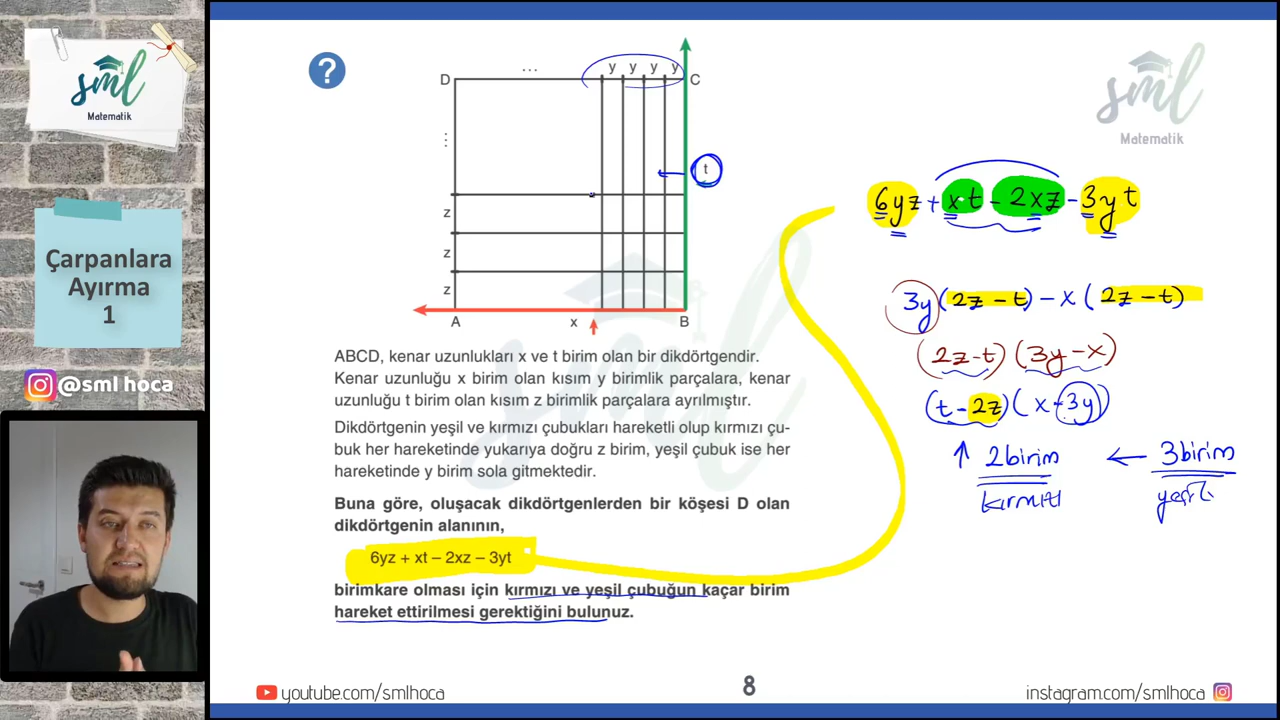 sml
Matematik
Çarpanlara
Ayırma
1
@sml hoca
?
D
...
y y y y
C
t
z
z
z
A
x
B
ABCD, kenar uzunlukları x ve t birim olan bir dikdörtgendir.
Kenar uzunluğu x birim olan kısım y birimlik parçalara, kenar
uzunluğu t birim olan kısım z birimlik parçalara ayrılmıştır.
Dikdörtgenin yeşil ve kırmızı çubukları hareketli olup kırmızı çu-
buk her hareketinde yukarıya doğru z birim, yeşil çubuk ise her
hareketinde y birim sola gitmektedir.
Buna göre, oluşacak dikdörtgenlerden bir köşesi D olan
dikdörtgenin alanının,
6yz + xt – 2xz – 3yt
birimkare olması için kırmızı ve yeşil çubuğun kaçar birim
hareket ettirilmesi gerektiğini bulunuz.
sml
Matematik
6yz + xt - 2xz - 3yt
3y(2z - t) - x(2z - t)
(2z - t)(3y - x)
(t - 2z)(x - 3y)
↑ 2birim ← 3birim
kırmızı yeşil
youtube.com/smlhoca
8
instagram.com/smlhoca